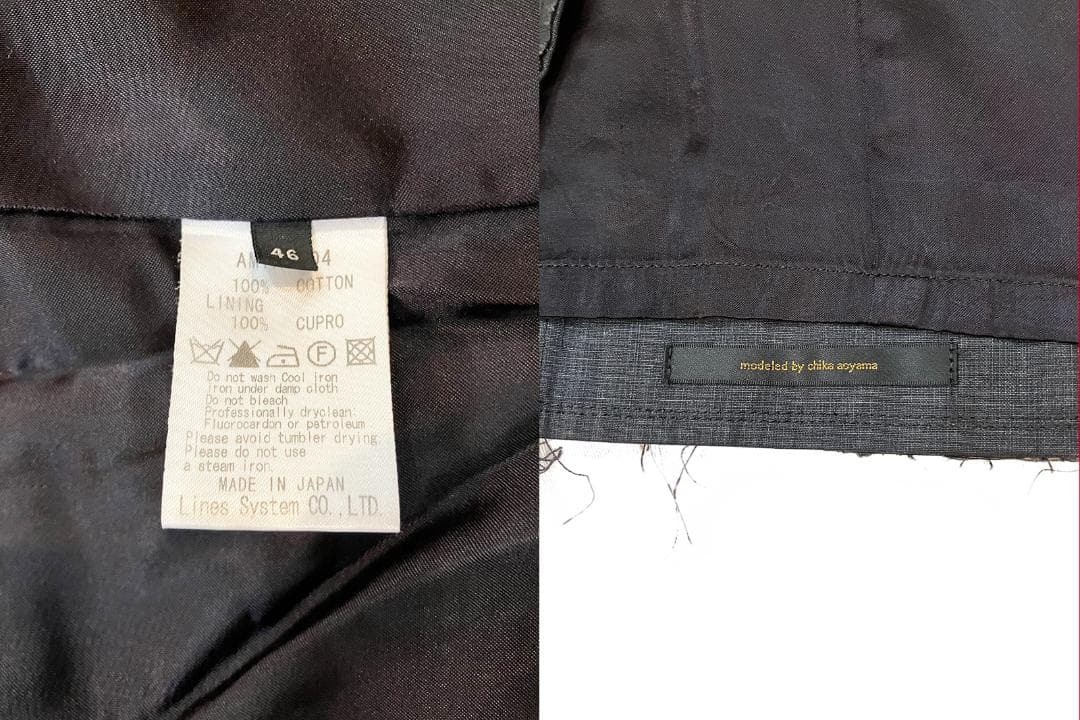 46
100% COTTON
LINING
100% CUPRO
F
Do not wash Cool iron
iron under damp cloth
Do not bleach
Professionally dryclean:
Fluorocarbon or petroleum
Please avoid tumbler drying.
Please do not use
a steam iron.
MADE IN JAPAN
Lines System CO.,LTD.
modeled by chika aoyama